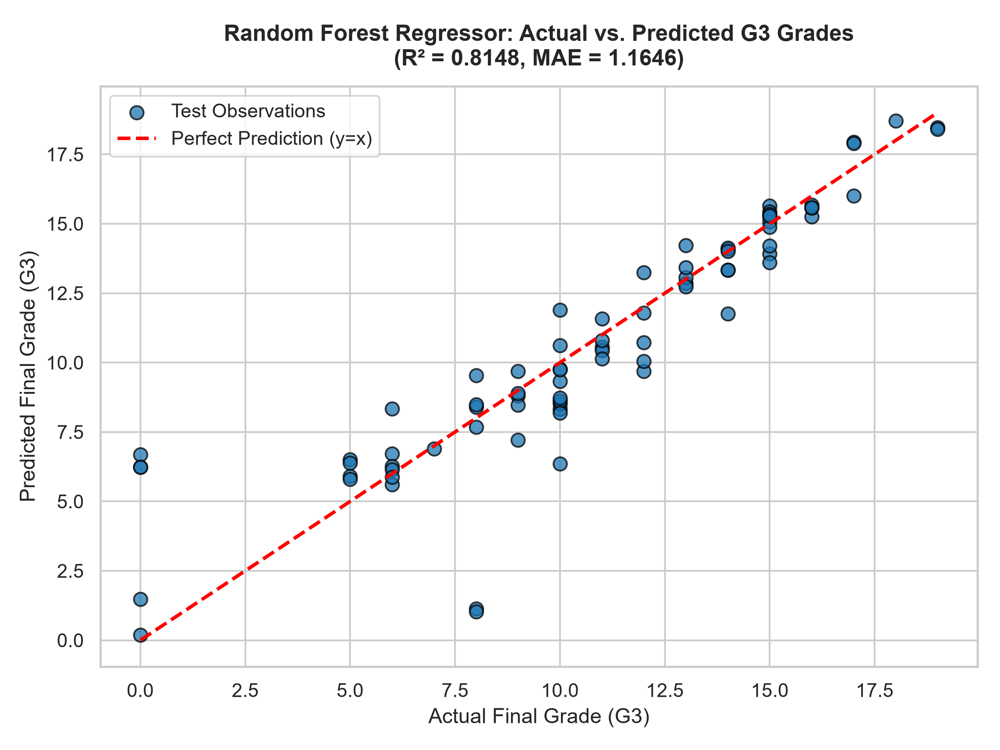 Random Forest Regressor: Actual vs. Predicted G3 Grades
(R² = 0.8148, MAE = 1.1646)
Test Observations
Perfect Prediction (y=x)
Predicted Final Grade (G3)
17.5
15.0
12.5
10.0
7.5
5.0
2.5
0.0
0.0 2.5 5.0 7.5 10.0 12.5 15.0 17.5
Actual Final Grade (G3)